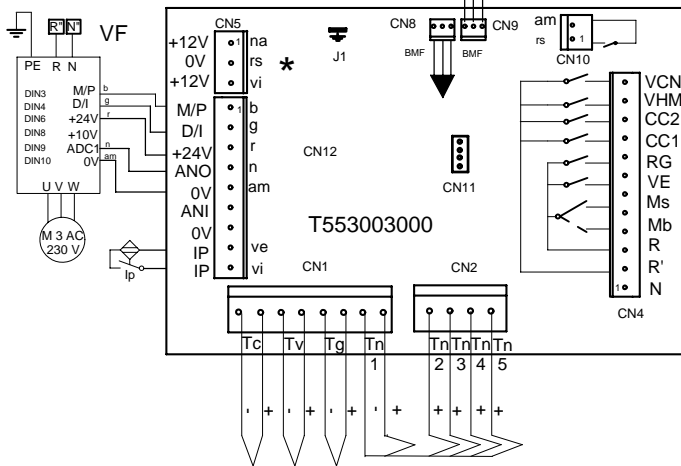 R" N" VF
PE R N
DIN3
DIN4
DIN6
DIN8
DIN9
DIN10
M/P b
D/I g
+24V r
+10V
ADC1 n
0V am
U V W
M 3 AC
230 V
Ip
CN5
+12V 1 na
0V rs
+12V vi
*
J1
CN8 CN9
BMF BMF
am
rs 1
CN10
M/P 1 b
D/I g
+24V r
ANO n
0V am
ANI
0V
IP ve
IP vi
CN12
CN11
T553003000
CN1 CN2
VCN
VHM
CC2
CC1
RG
VE
Ms
Mb
R
R'
1 N
CN4
Tc Tv Tg Tn Tn Tn Tn Tn
1 2 3 4 5
- + - + - + - + + + + +